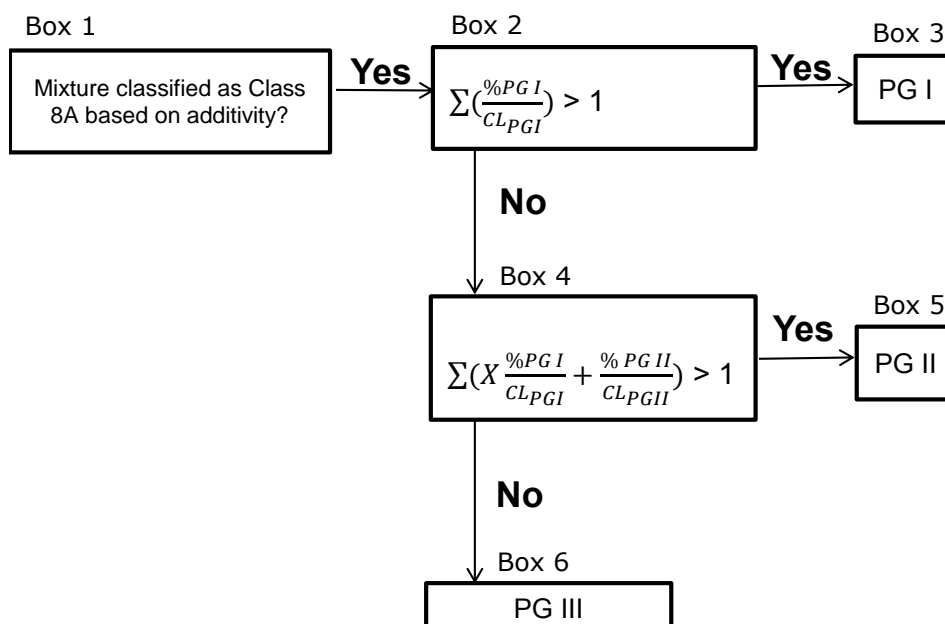 Box 1
Mixture classified as Class
8A based on additivity?
Yes
Box 2
∑(%PG I/CL_PGI) > 1
Yes
Box 3
PG I
No
Box 4
∑(X %PG I/CL_PGI + % PG II/CL_PGII) > 1
Yes
Box 5
PG II
No
Box 6
PG III